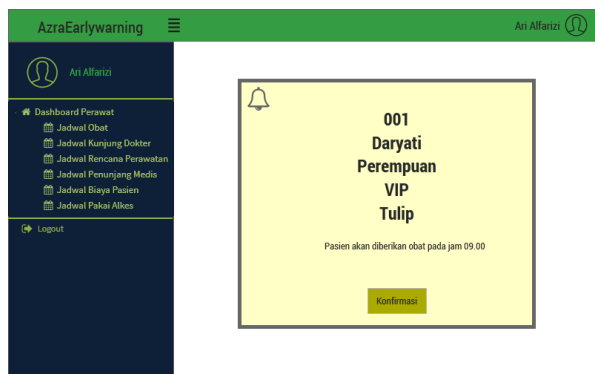 AzraEarlywarning
Ari Alfarizi
Ari Alfarizi
Dashboard Perawat
Jadwal Obat
Jadwal Kunjung Dokter
Jadwal Rencana Perawatan
Jadwal Penunjang Medis
Jadwal Biaya Pasien
Jadwal Pakai Alkes
Logout
001
Daryati
Perempuan
VIP
Tulip
Pasien akan diberikan obat pada jam 09.00
Konfirmasi